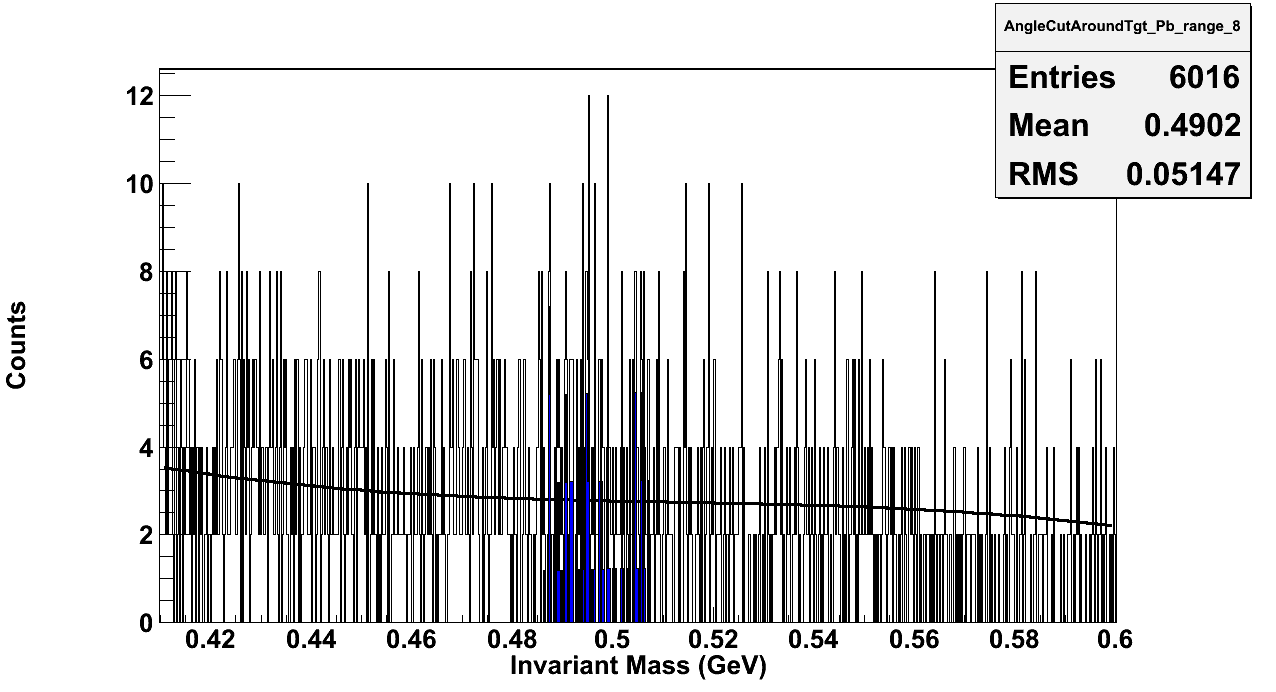 AngleCutAroundTgt_Pb_range_8
Entries 6016
Mean 0.4902
RMS 0.05147
12
10
8
6
4
2
0
Counts
0.42 0.44 0.46 0.48 0.5 0.52 0.54 0.56 0.58 0.6
Invariant Mass (GeV)